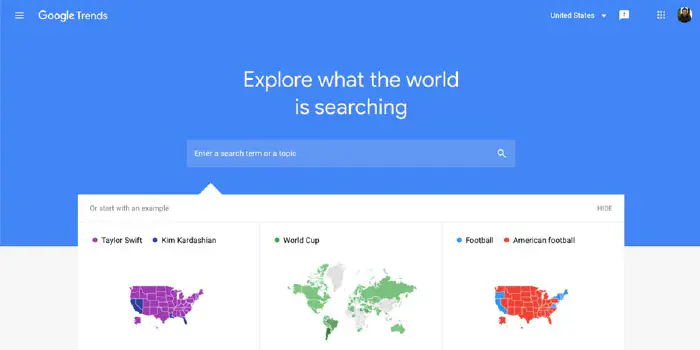 Google Trends
United States
Explore what the world
is searching
Enter a search term or a topic
Or start with an example
HIDE
Taylor Swift
Kim Kardashian
World Cup
Football
American football